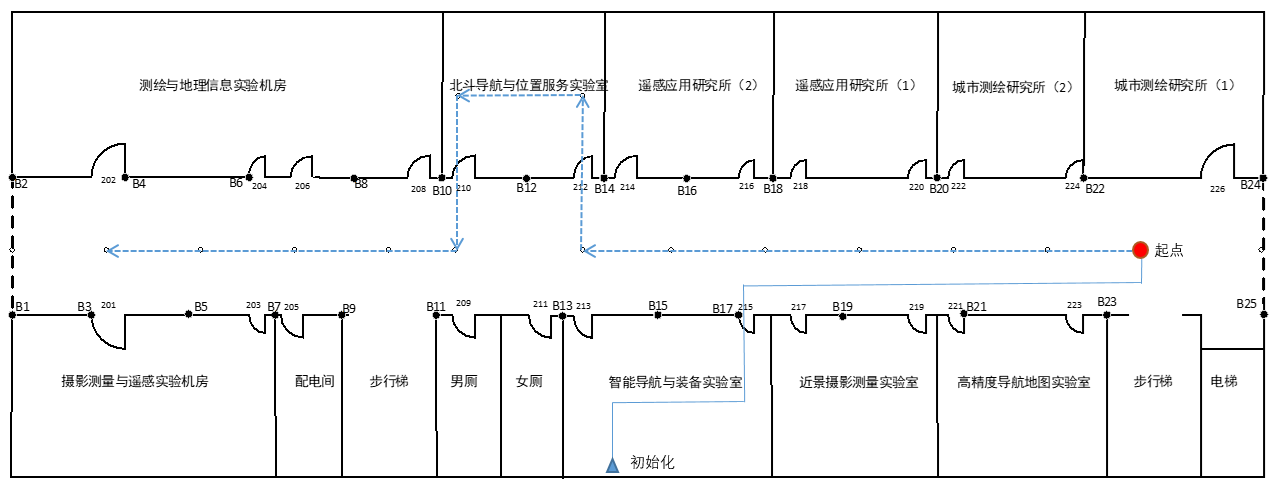 测绘与地理信息实验机房
北斗导航与位置服务实验室
遥感应用研究所（2）
遥感应用研究所（1）
城市测绘研究所（2）
城市测绘研究所（1）
B2
202
B4
B6
204
206
B8
208
B10
210
B12
212
B14
214
B16
216
B18
218
220
B20
222
224
B22
226
B24
起点
B1
B3
201
B5
203
B7
205
B9
B11
209
211
B13
213
B15
B17
215
217
B19
219
221
B21
223
B23
B25
摄影测量与遥感实验机房
配电间
步行梯
男厕
女厕
智能导航与装备实验室
近景摄影测量实验室
高精度导航地图实验室
步行梯
电梯
初始化